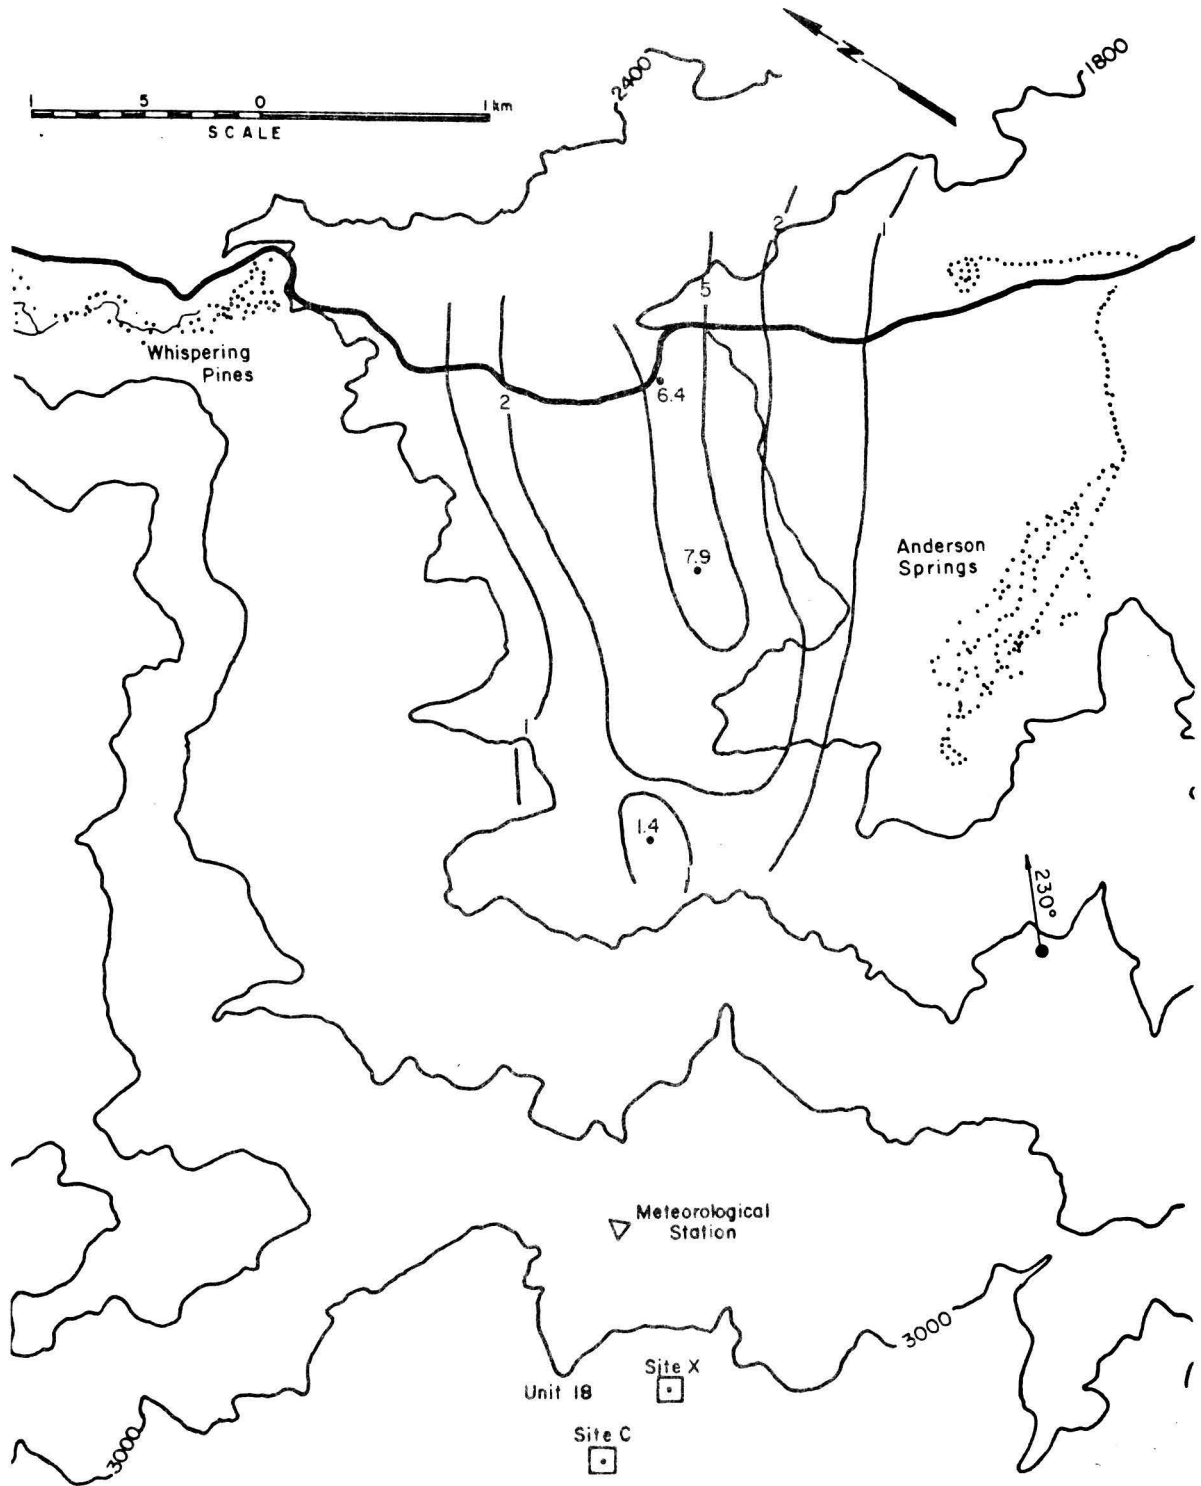 N
1800
2400
1 5 0 1 km
SCALE
2
1
5
Whispering
Pines
6.4
2
7.9
Anderson
Springs
1
1.4
230°
Meteorological
Station
3000
Site X
Unit 18
Site C
3000